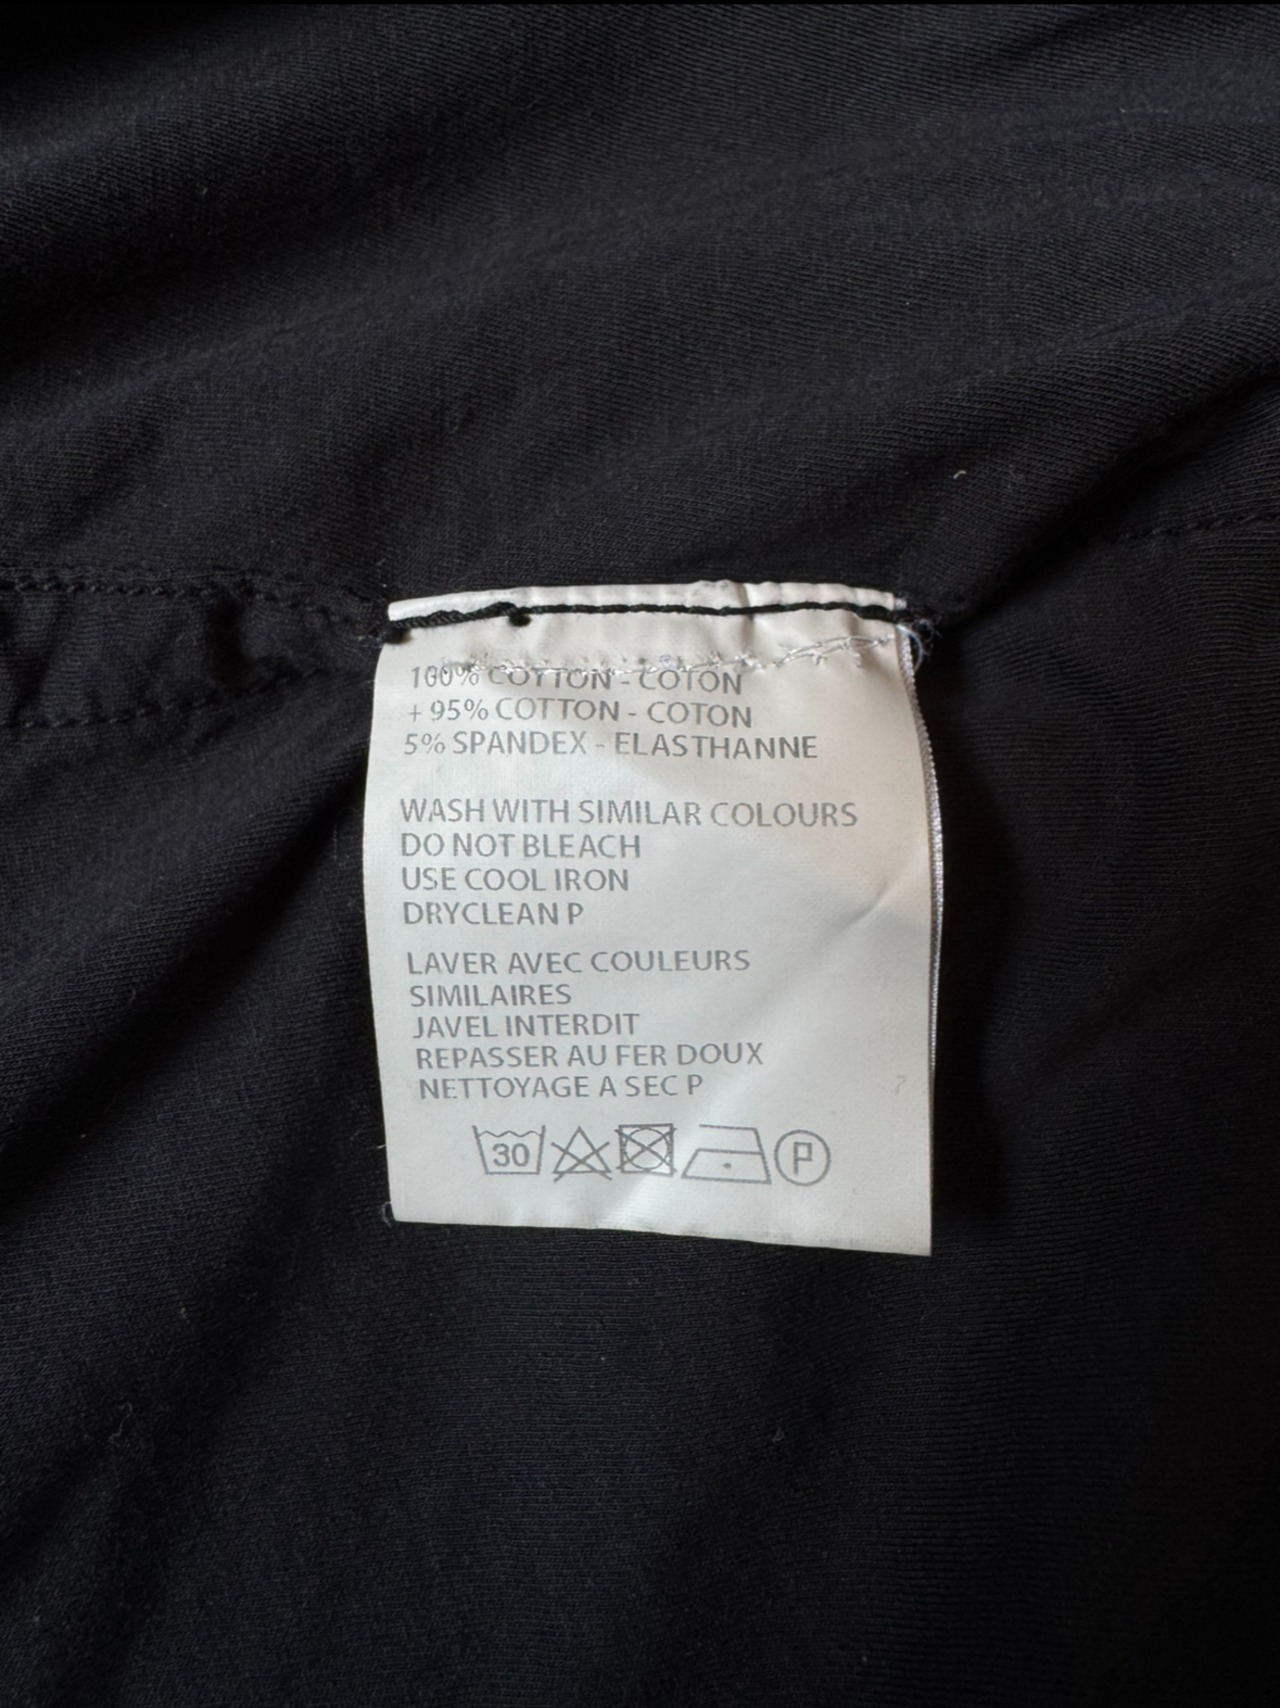 100% COTTON - COTON
+ 95% COTTON - COTON
5% SPANDEX - ELASTHANNE
WASH WITH SIMILAR COLOURS
DO NOT BLEACH
USE COOL IRON
DRYCLEAN P
LAVER AVEC COULEURS
SIMILAIRES
JAVEL INTERDIT
REPASSER AU FER DOUX
NETTOYAGE A SEC P
7
30 P